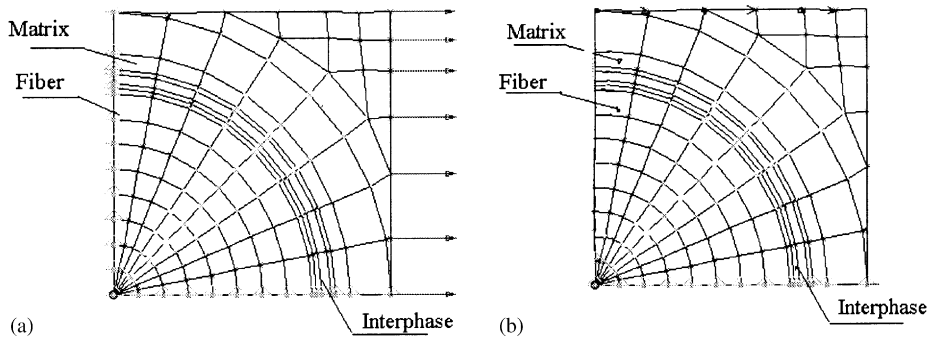 Matrix
Fiber
Interphase
(a)
Matrix
Fiber
Interphase
(b)